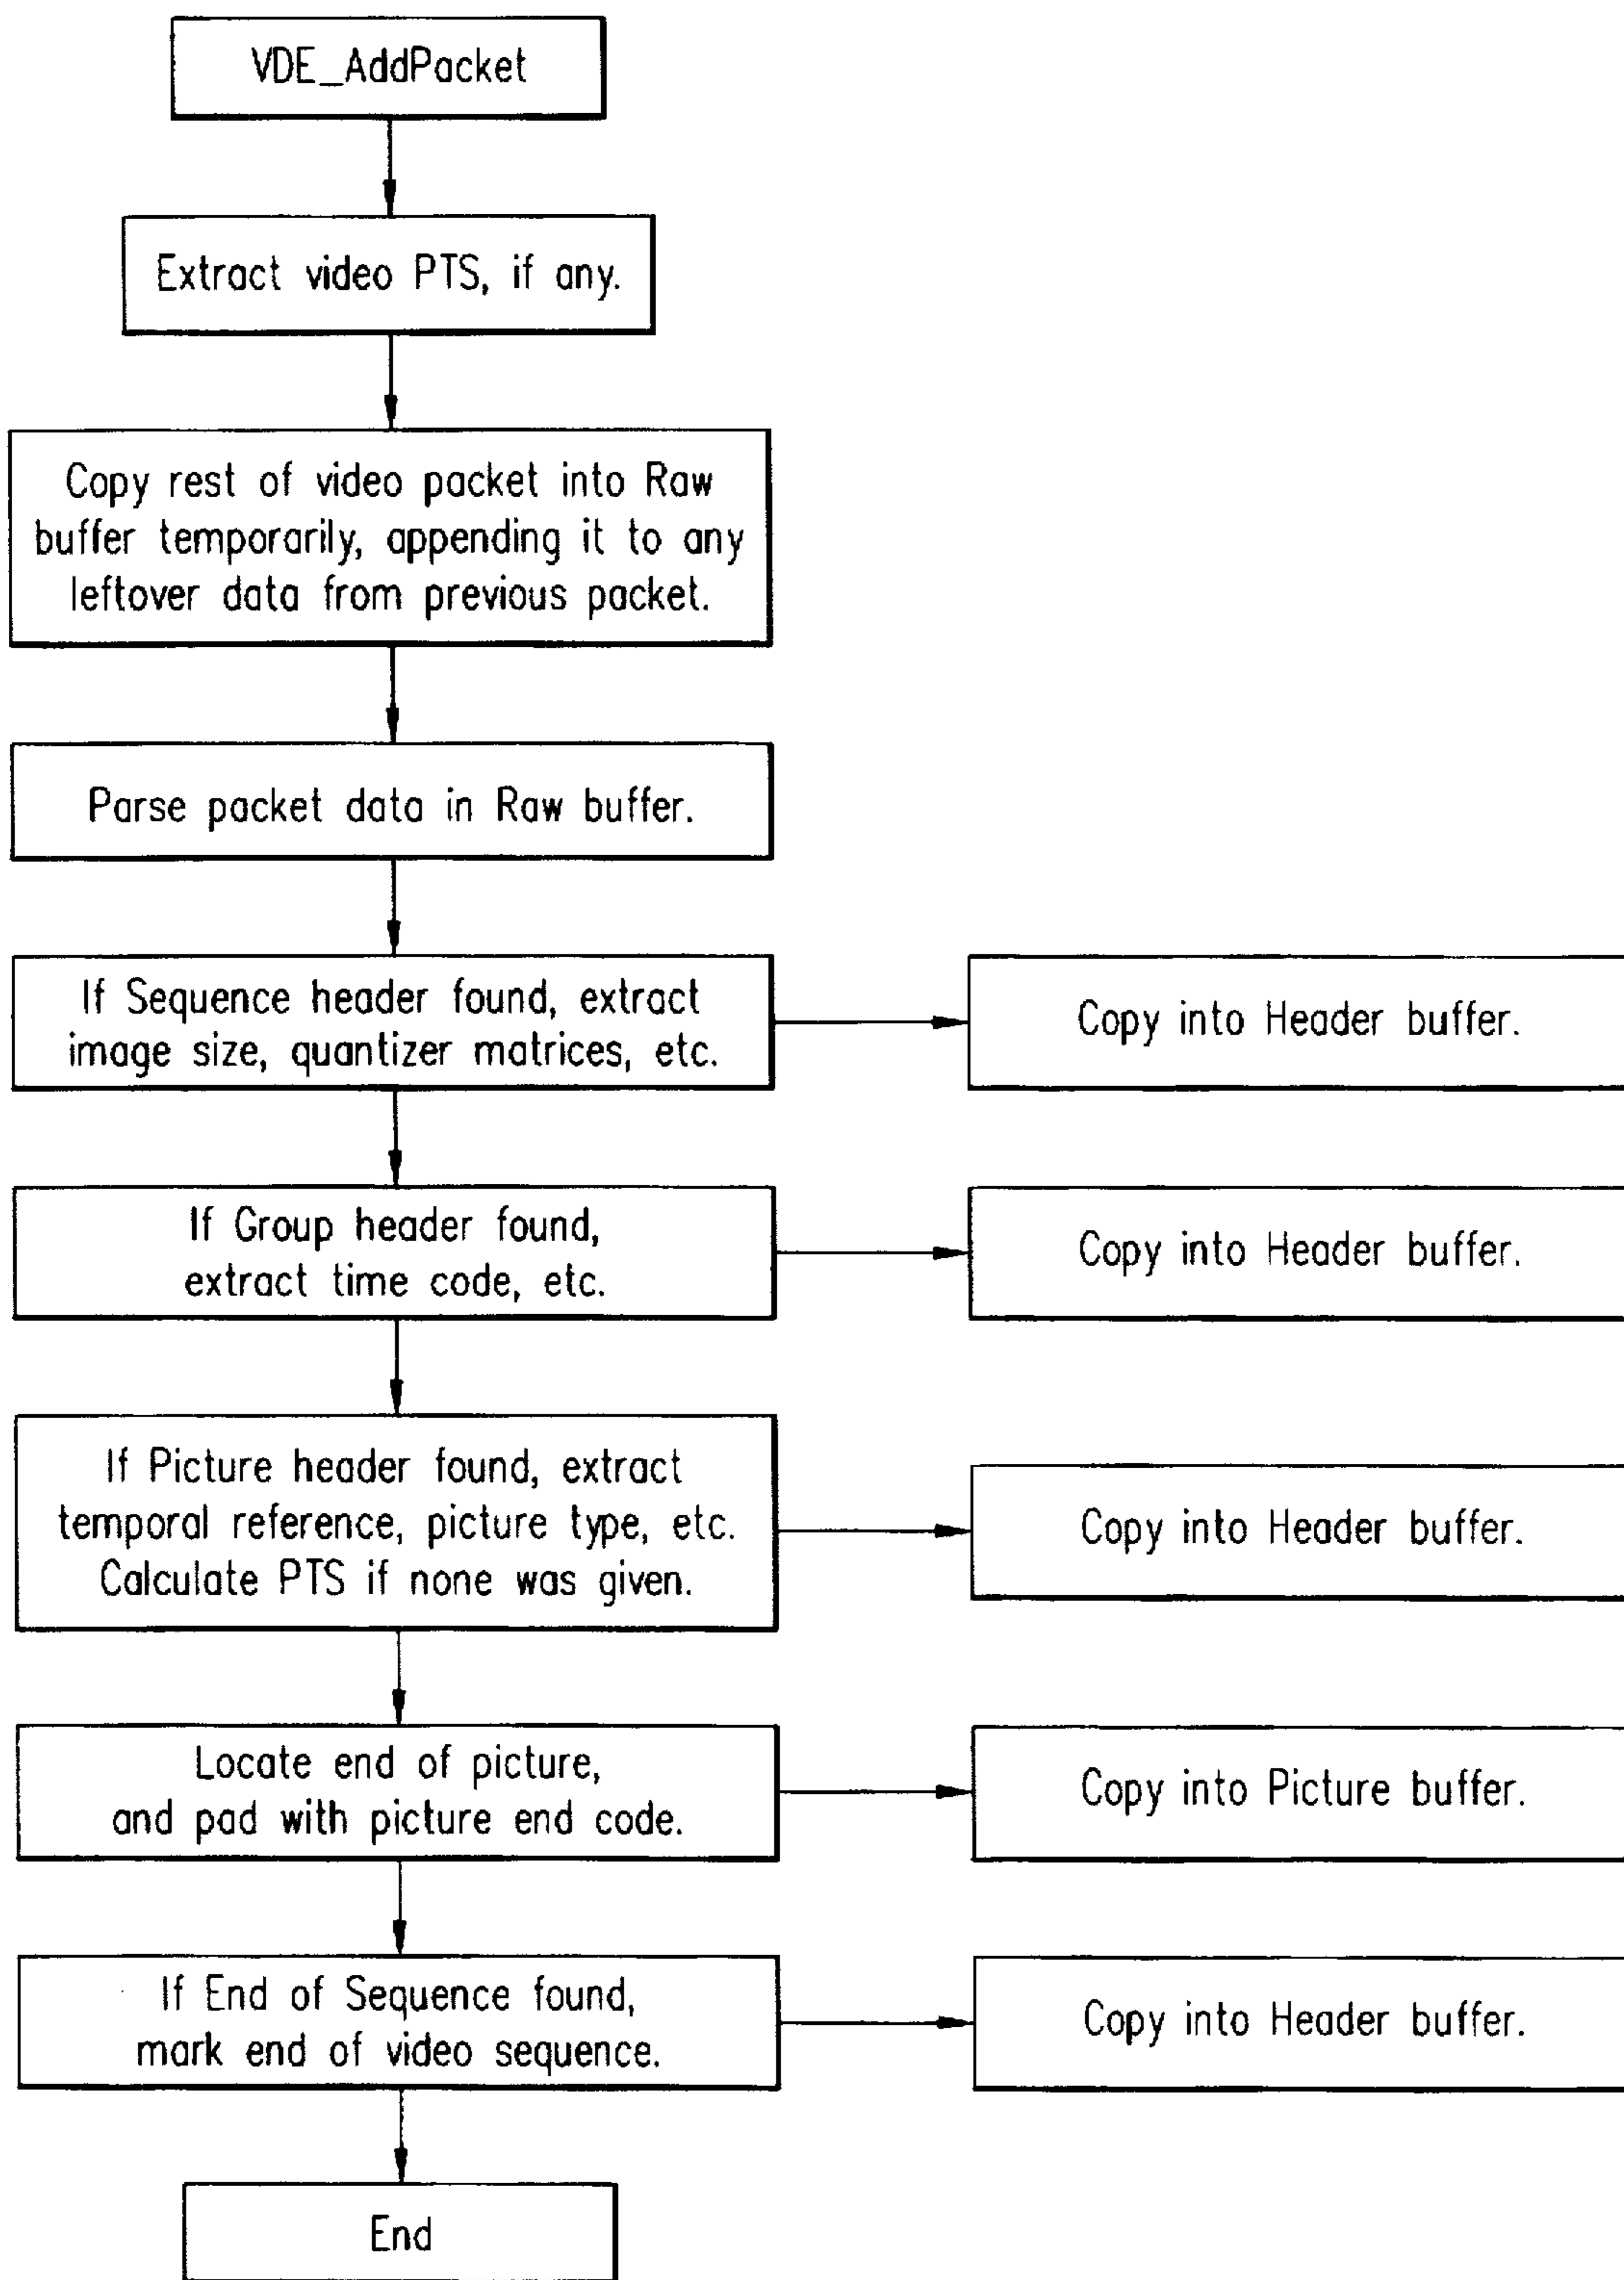 VDE_AddPacket
Extract video PTS, if any.
Copy rest of video packet into Raw
buffer temporarily, appending it to any
leftover data from previous packet.
Parse packet data in Raw buffer.
If Sequence header found, extract
image size, quantizer matrices, etc.
Copy into Header buffer.
If Group header found,
extract time code, etc.
Copy into Header buffer.
If Picture header found, extract
temporal reference, picture type, etc.
Calculate PTS if none was given.
Copy into Header buffer.
Locate end of picture,
and pad with picture end code.
Copy into Picture buffer.
If End of Sequence found,
mark end of video sequence.
Copy into Header buffer.
End